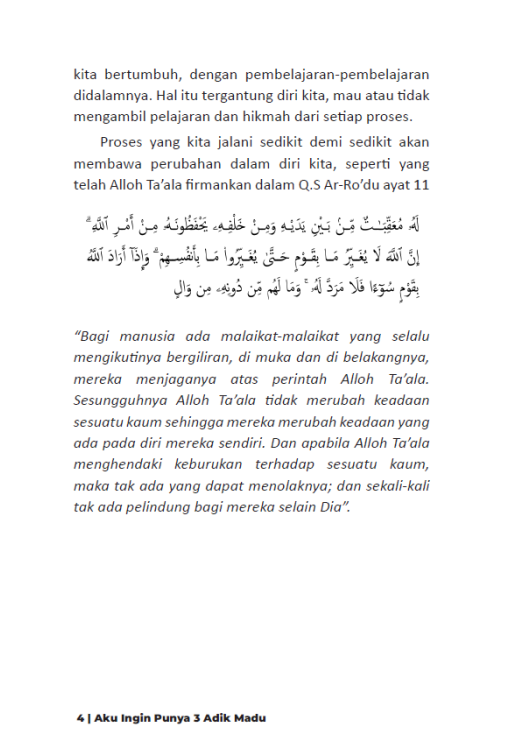 kita bertumbuh, dengan pembelajaran-pembelajaran
didalamnya. Hal itu tergantung diri kita, mau atau tidak
mengambil pelajaran dan hikmah dari setiap proses.
Proses yang kita jalani sedikit demi sedikit akan
membawa perubahan dalam diri kita, seperti yang
telah Alloh Ta’ala firmankan dalam Q.S Ar-Ro’du ayat 11
لَهُۥ مُعَقِّبَـٰتٌ مِّنۢ بَيْنِ يَدَيْهِ وَمِنْ خَلْفِهِۦ يَحْفَظُونَهُۥ مِنْ أَمْرِ ٱللَّهِ ۗ
إِنَّ ٱللَّهَ لَا يُغَيِّرُ مَا بِقَوْمٍ حَتَّىٰ يُغَيِّرُوا۟ مَا بِأَنفُسِهِمْ ۗ وَإِذَآ أَرَادَ ٱللَّهُ
بِقَوْمٍ سُوٓءًا فَلَا مَرَدَّ لَهُۥ ۚ وَمَا لَهُم مِّن دُونِهِۦ مِن وَالٍ
“Bagi manusia ada malaikat-malaikat yang selalu
mengikutinya bergiliran, di muka dan di belakangnya,
mereka menjaganya atas perintah Alloh Ta’ala.
Sesungguhnya Alloh Ta’ala tidak merubah keadaan
sesuatu kaum sehingga mereka merubah keadaan yang
ada pada diri mereka sendiri. Dan apabila Alloh Ta’ala
menghendaki keburukan terhadap sesuatu kaum,
maka tak ada yang dapat menolaknya; dan sekali-kali
tak ada pelindung bagi mereka selain Dia”.
4 | Aku Ingin Punya 3 Adik Madu